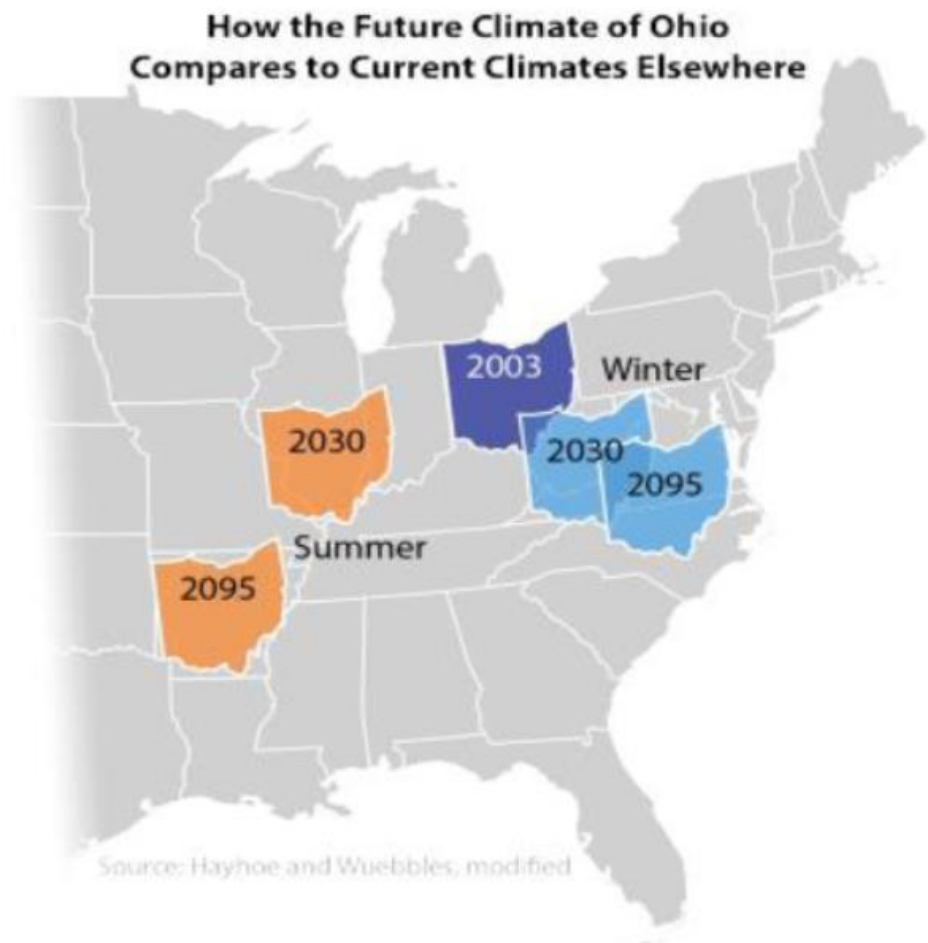 How the Future Climate of Ohio
Compares to Current Climates Elsewhere
2003
Winter
2030
2030
2095
Summer
2095
Source: Hayhoe and Wuebbles, modified